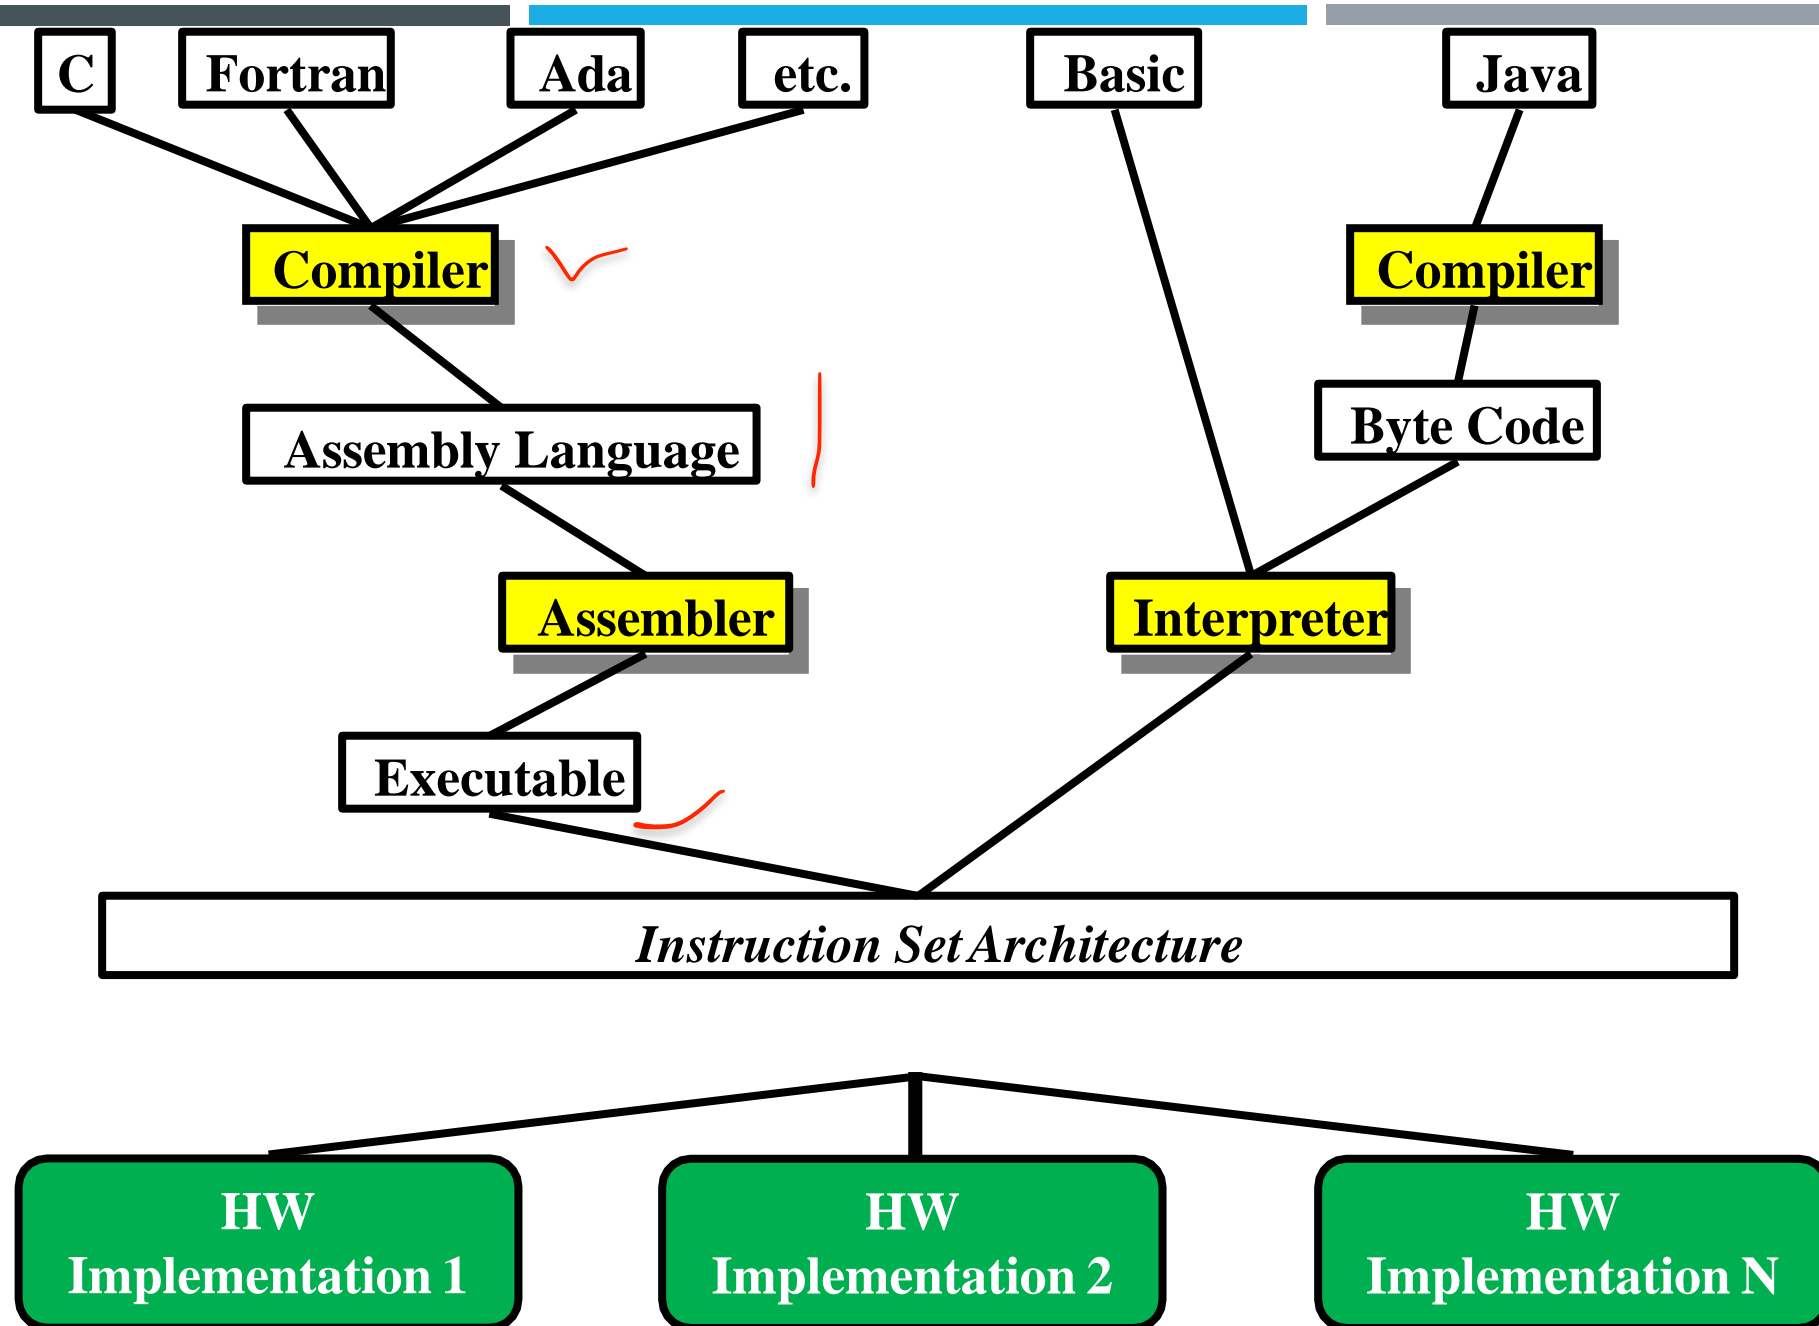 C
Fortran
Ada
etc.
Basic
Java
Compiler
Compiler
Assembly Language
Byte Code
Assembler
Interpreter
Executable
Instruction Set Architecture
HW
Implementation 1
HW
Implementation 2
HW
Implementation N